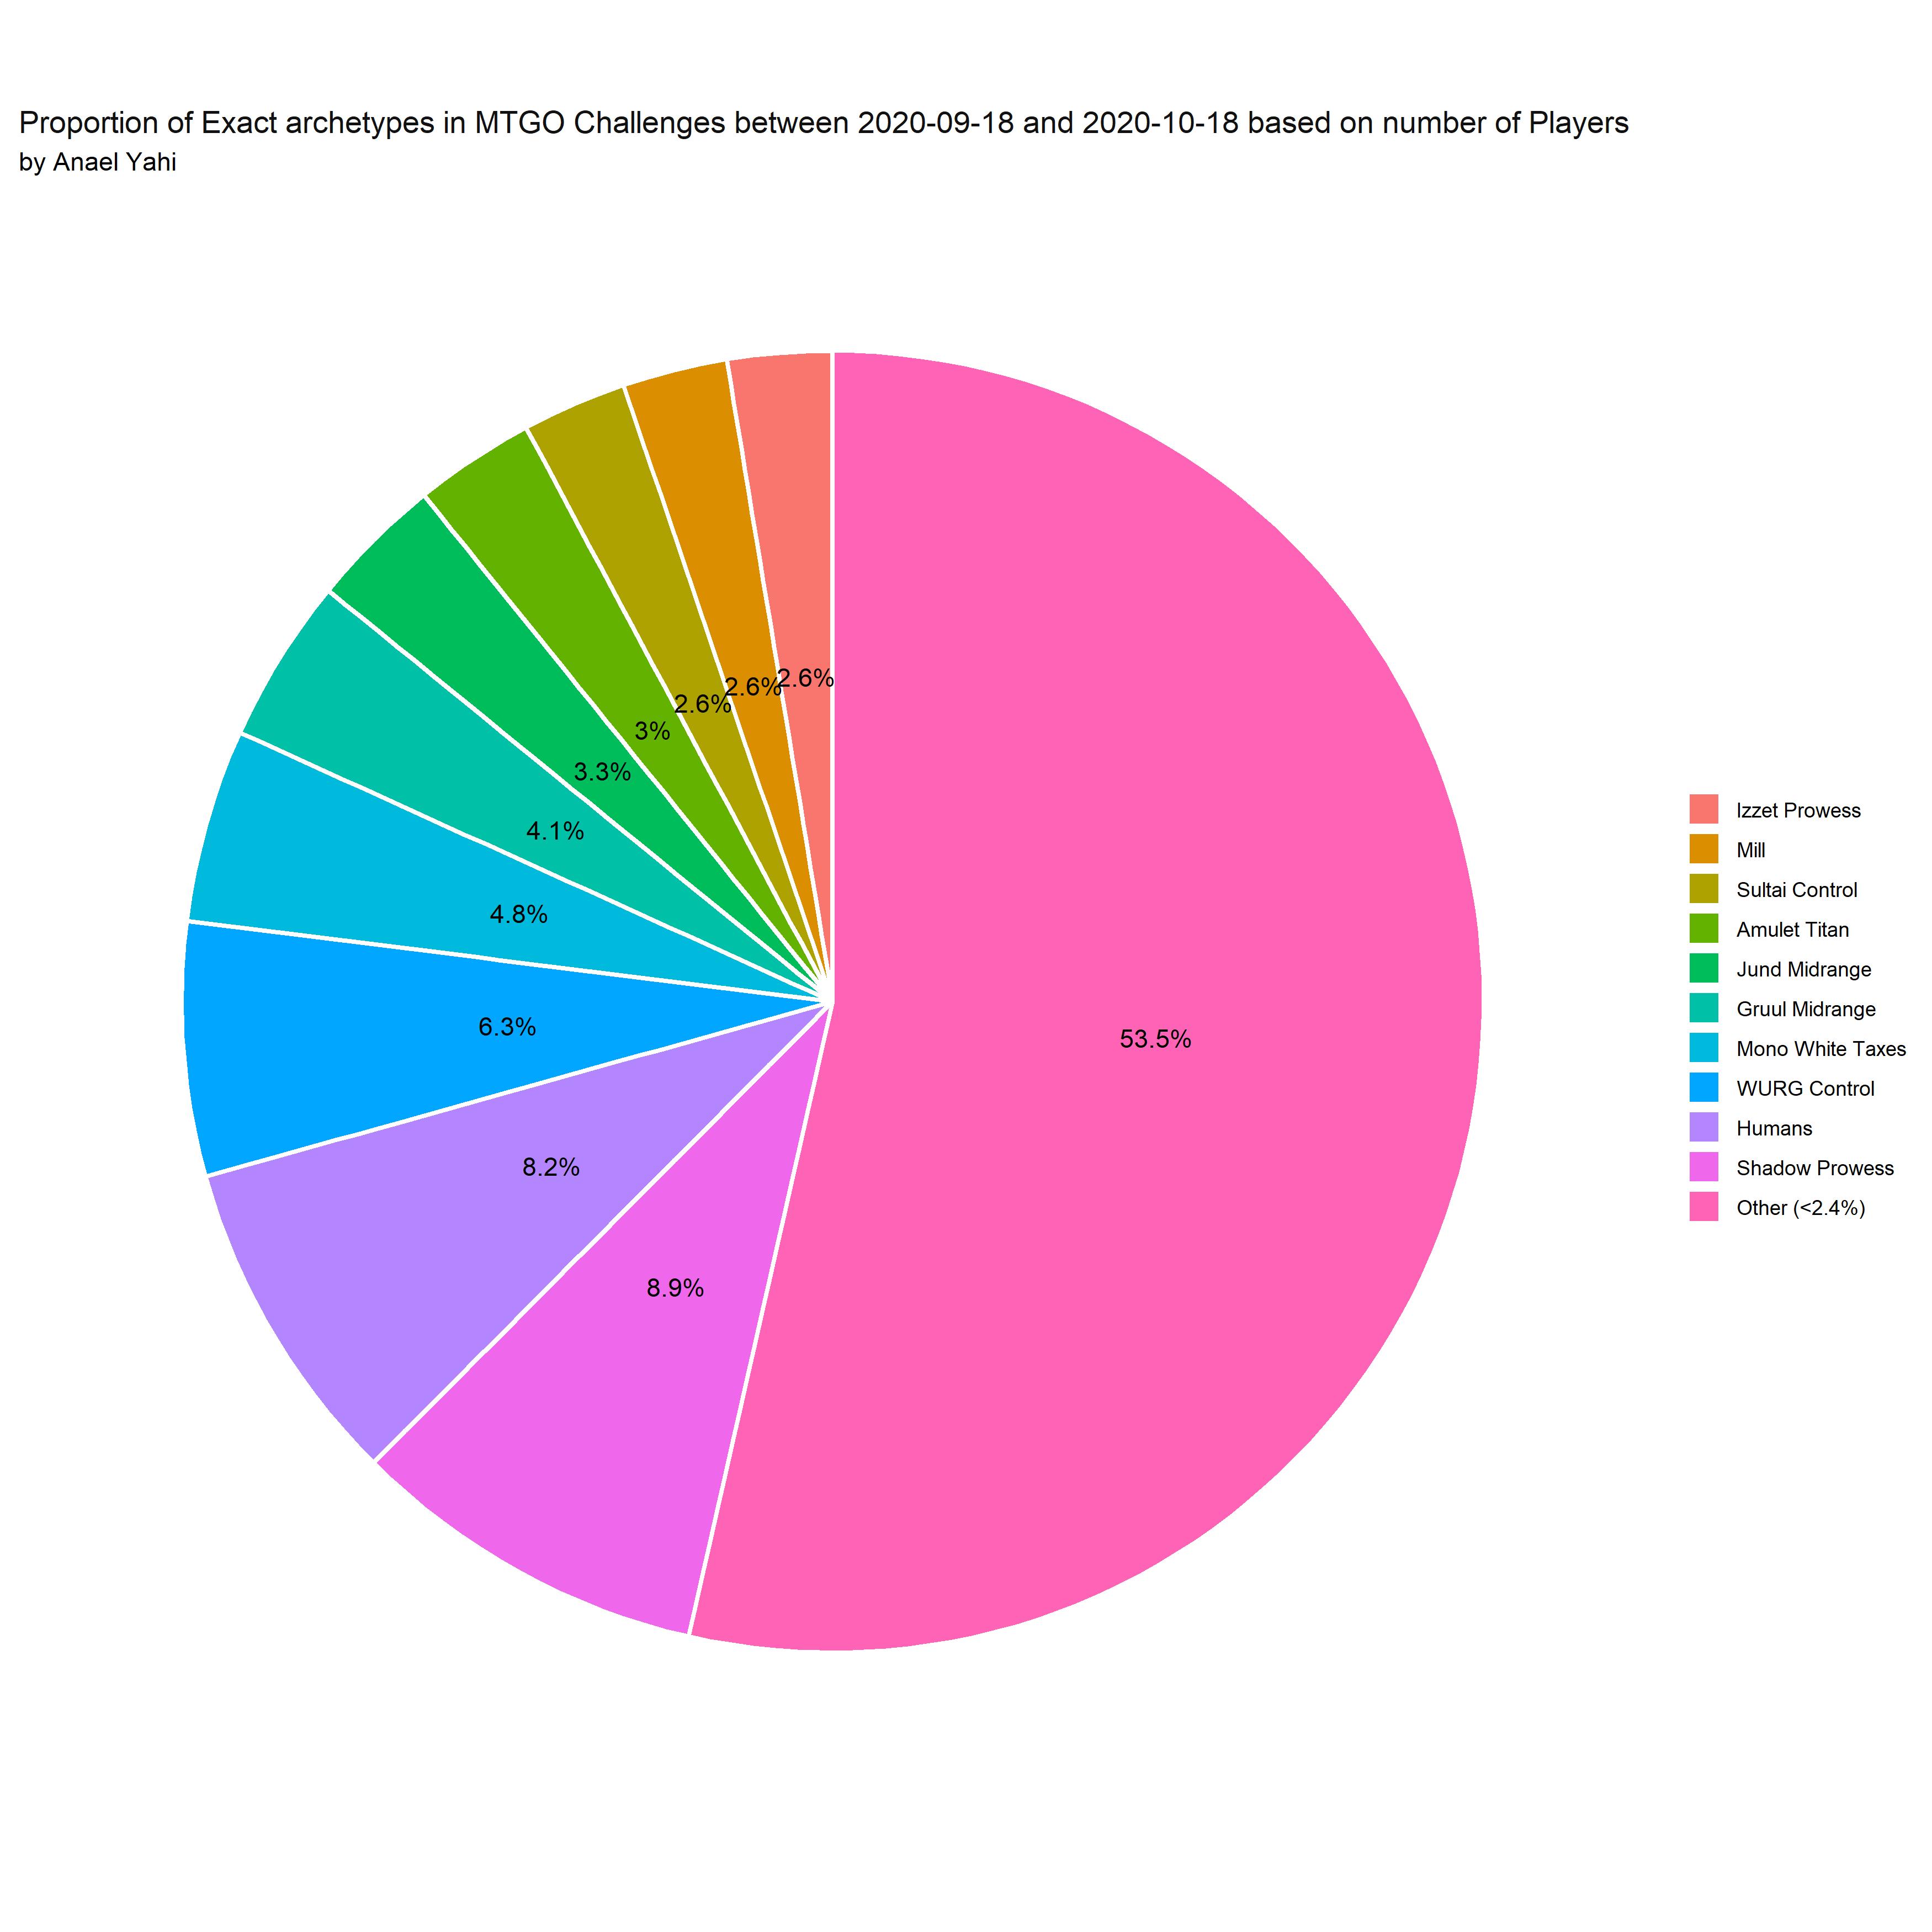 Proportion of Exact archetypes in MTGO Challenges between 2020-09-18 and 2020-10-18 based on number of Players
by Anael Yahi
2.6%
2.6%
2.6%
3%
3.3%
4.1%
4.8%
6.3%
8.2%
8.9%
53.5%
Izzet Prowess
Mill
Sultai Control
Amulet Titan
Jund Midrange
Gruul Midrange
Mono White Taxes
WURG Control
Humans
Shadow Prowess
Other (<2.4%)